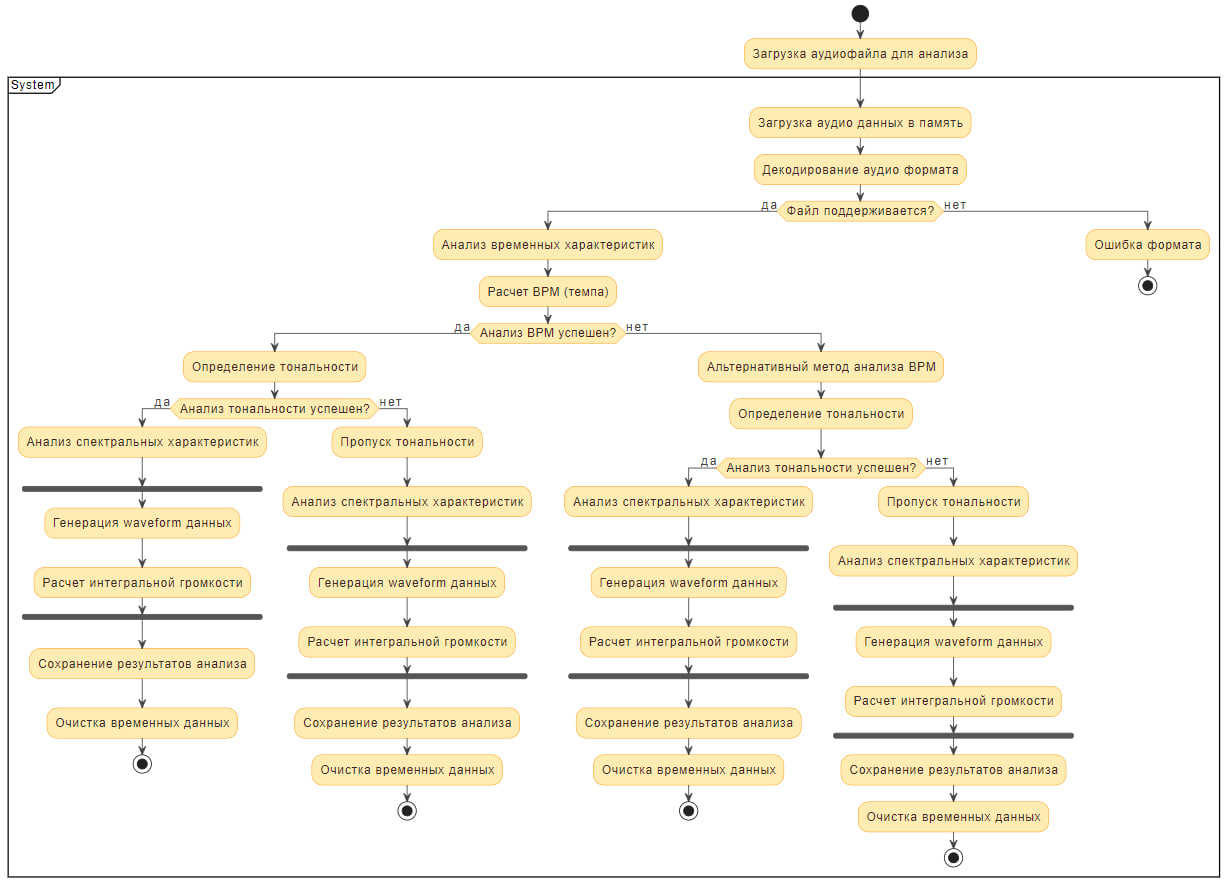 Загрузка аудиофайла для анализа
System
Загрузка аудио данных в память
Декодирование аудио формата
да
Файл поддерживается?
нет
Анализ временных характеристик
Ошибка формата
Расчет BPM (темпа)
да
Анализ BPM успешен?
нет
Определение тональности
Альтернативный метод анализа BPM
да
Анализ тональности успешен?
нет
Определение тональности
Анализ спектральных характеристик
Пропуск тональности
да
Анализ тональности успешен?
нет
Анализ спектральных характеристик
Анализ спектральных характеристик
Пропуск тональности
Генерация waveform данных
Анализ спектральных характеристик
Расчет интегральной громкости
Генерация waveform данных
Генерация waveform данных
Расчет интегральной громкости
Расчет интегральной громкости
Генерация waveform данных
Сохранение результатов анализа
Расчет интегральной громкости
Очистка временных данных
Сохранение результатов анализа
Сохранение результатов анализа
Очистка временных данных
Очистка временных данных
Сохранение результатов анализа
Очистка временных данных